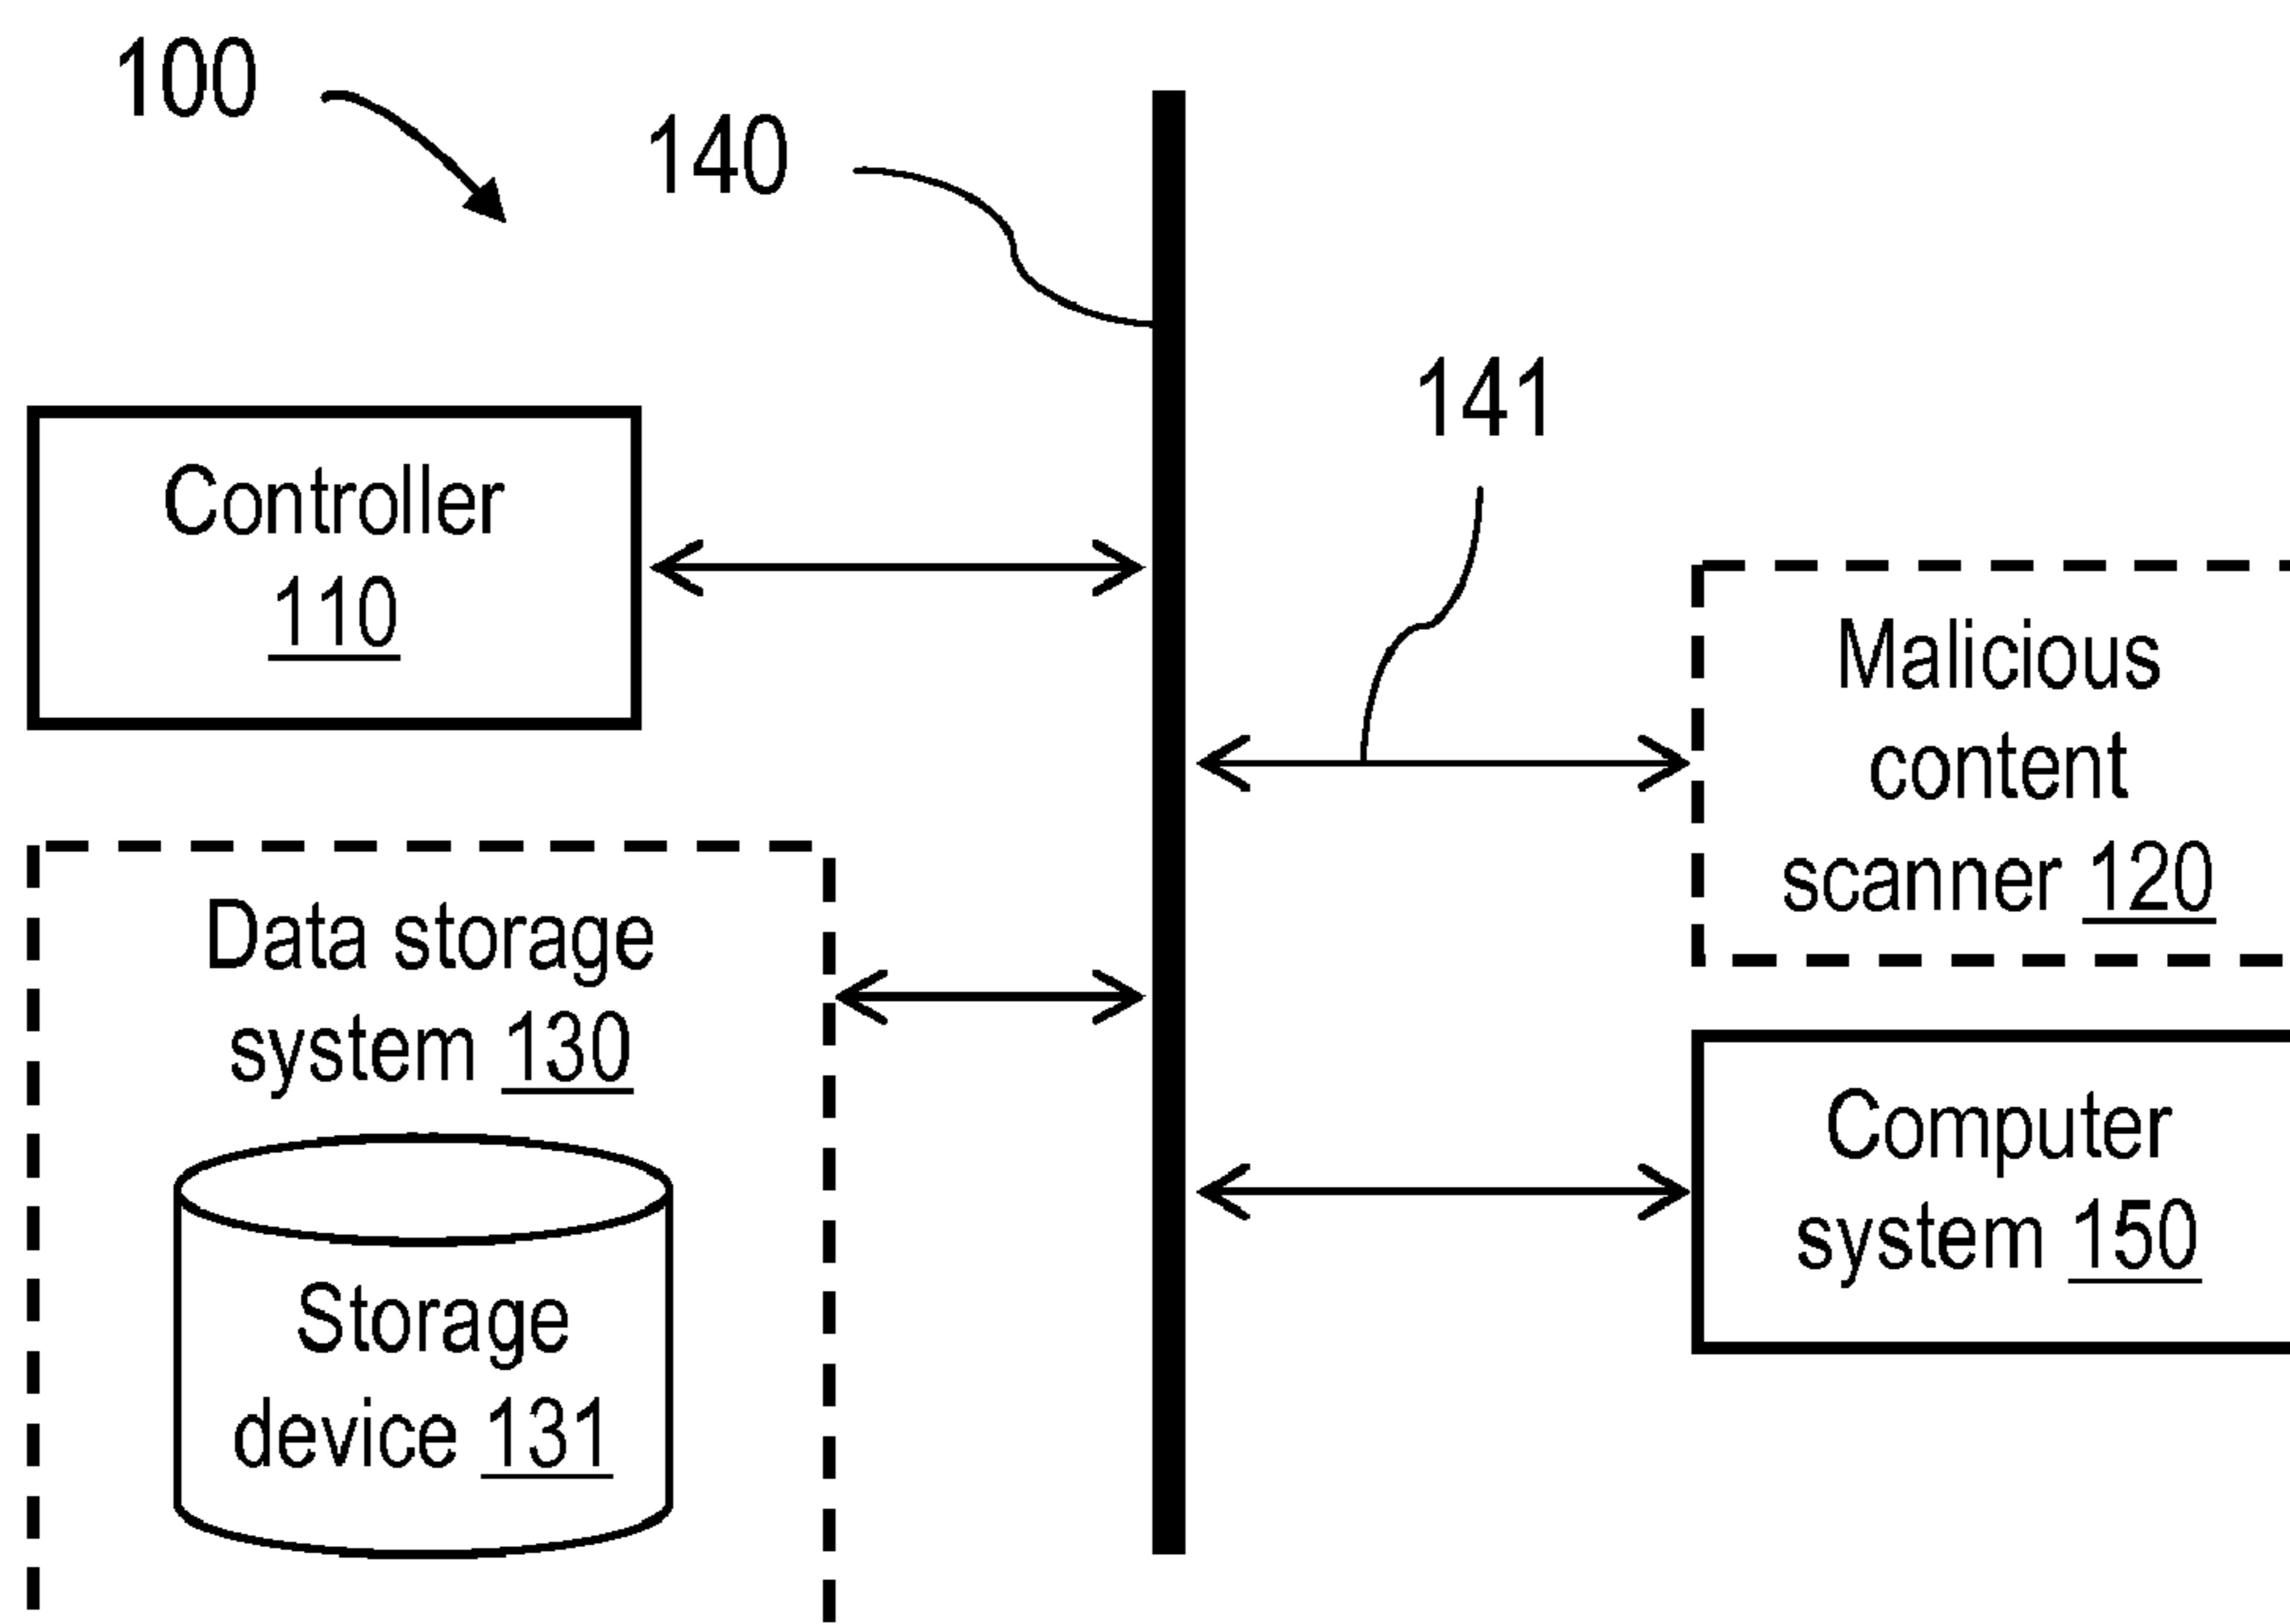 100
140
141
Controller
110
Malicious
content
scanner 120
Data storage
system 130
Computer
system 150
Storage
device 131